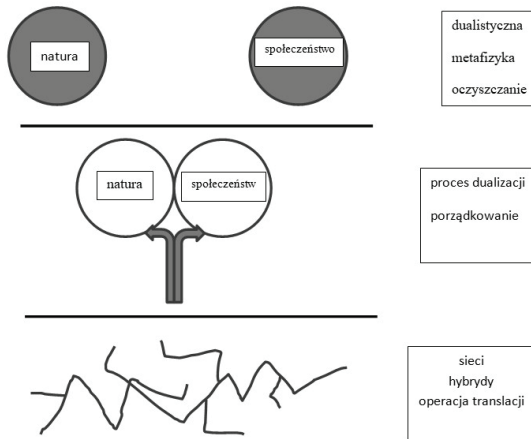 natura
społeczeństwo
dualistyczna
metafizyka
oczyszczanie
natura
społeczeństw
proces dualizacji
porządkowanie
sieci
hybrydy
operacja translacji